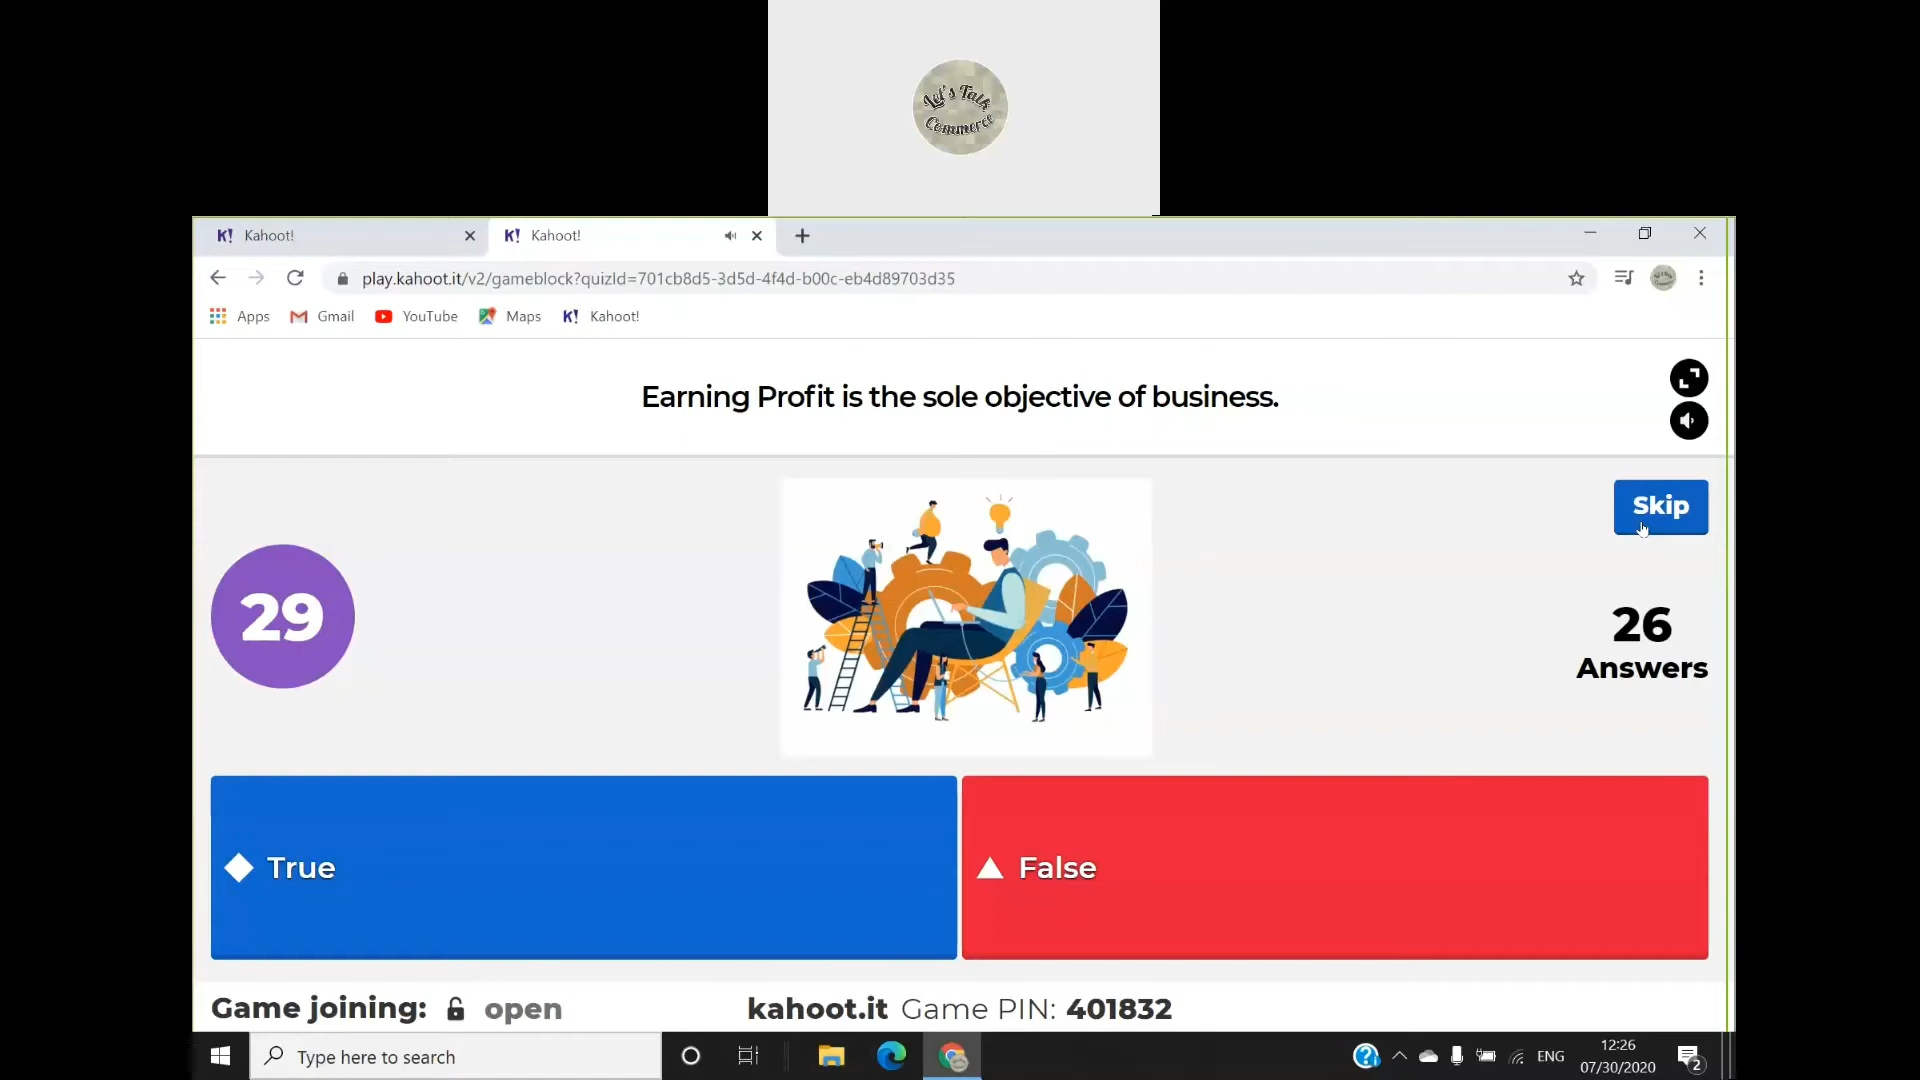 Let's Talk
Commerce
K! Kahoot!
K! Kahoot!
play.kahoot.it/v2/gameblock?quizId=701cb8d5-3d5d-4f4d-b00c-eb4d89703d35
Apps Gmail YouTube Maps K! Kahoot!
Earning Profit is the sole objective of business.
Skip
29
26
Answers
True
False
Game joining: open kahoot.it Game PIN: 401832
Type here to search
ENG
12:26
07/30/2020
2